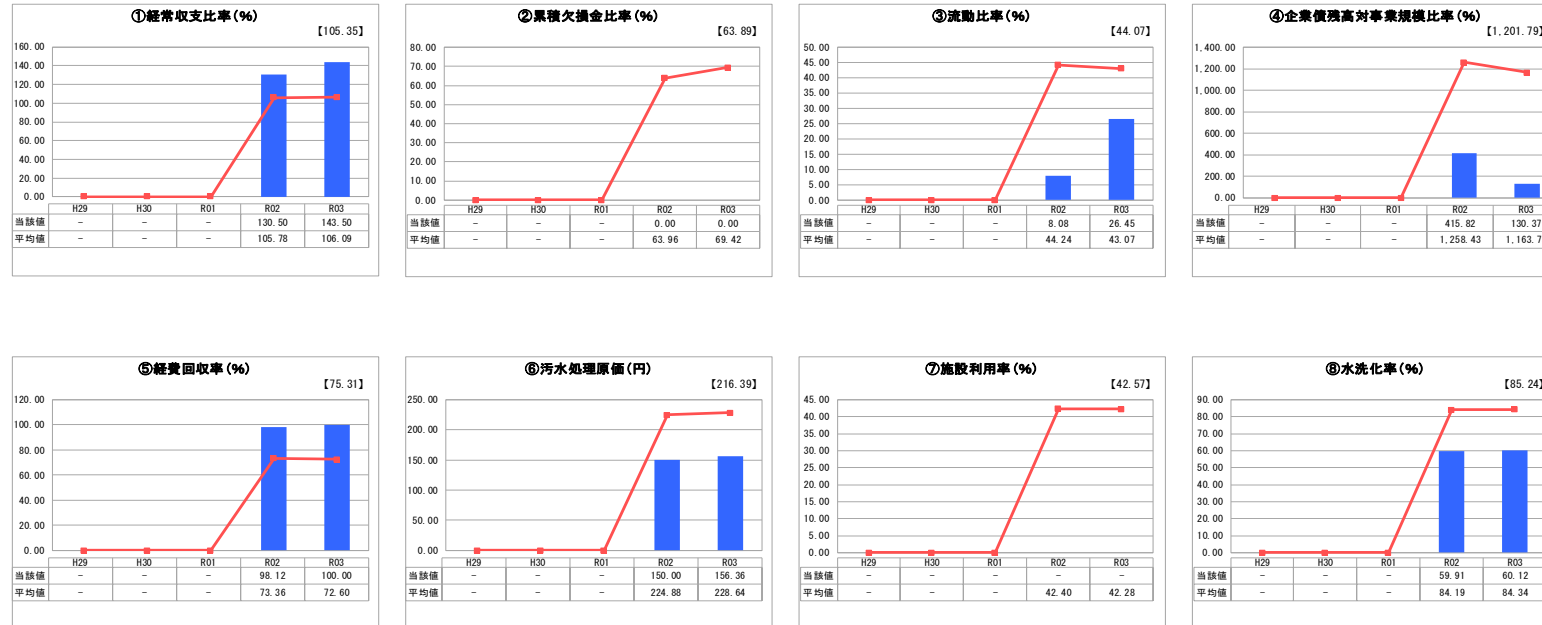 ①経常収支比率(%)
【105.35】
160.00
140.00
120.00
100.00
80.00
60.00
40.00
20.00
0.00
H29 H30 R01 R02 R03
当該値 - - - 130.50 143.50
平均値 - - - 105.78 106.09
②累積欠損金比率(%)
【63.89】
80.00
70.00
60.00
50.00
40.00
30.00
20.00
10.00
0.00
H29 H30 R01 R02 R03
当該値 - - - 0.00 0.00
平均値 - - - 63.96 69.42
③流動比率(%)
【44.07】
50.00
45.00
40.00
35.00
30.00
25.00
20.00
15.00
10.00
5.00
0.00
H29 H30 R01 R02 R03
当該値 - - - 8.08 26.45
平均値 - - - 44.24 43.07
④企業債残高対事業規模比率(%)
【1,201.79】
1,400.00
1,200.00
1,000.00
800.00
600.00
400.00
200.00
0.00
H29 H30 R01 R02 R03
当該値 - - - 415.82 130.37
平均値 - - - 1,258.43 1,163.7
⑤経費回収率(%)
【75.31】
120.00
100.00
80.00
60.00
40.00
20.00
0.00
H29 H30 R01 R02 R03
当該値 - - - 98.12 100.00
平均値 - - - 73.36 72.60
⑥汚水処理原価(円)
【216.39】
250.00
200.00
150.00
100.00
50.00
0.00
H29 H30 R01 R02 R03
当該値 - - - 150.00 156.36
平均値 - - - 224.88 228.64
⑦施設利用率(%)
【42.57】
45.00
40.00
35.00
30.00
25.00
20.00
15.00
10.00
5.00
0.00
H29 H30 R01 R02 R03
当該値 - - - - -
平均値 - - - 42.40 42.28
⑧水洗化率(%)
【85.24】
90.00
80.00
70.00
60.00
50.00
40.00
30.00
20.00
10.00
0.00
H29 H30 R01 R02 R03
当該値 - - - 59.91 60.12
平均値 - - - 84.19 84.34